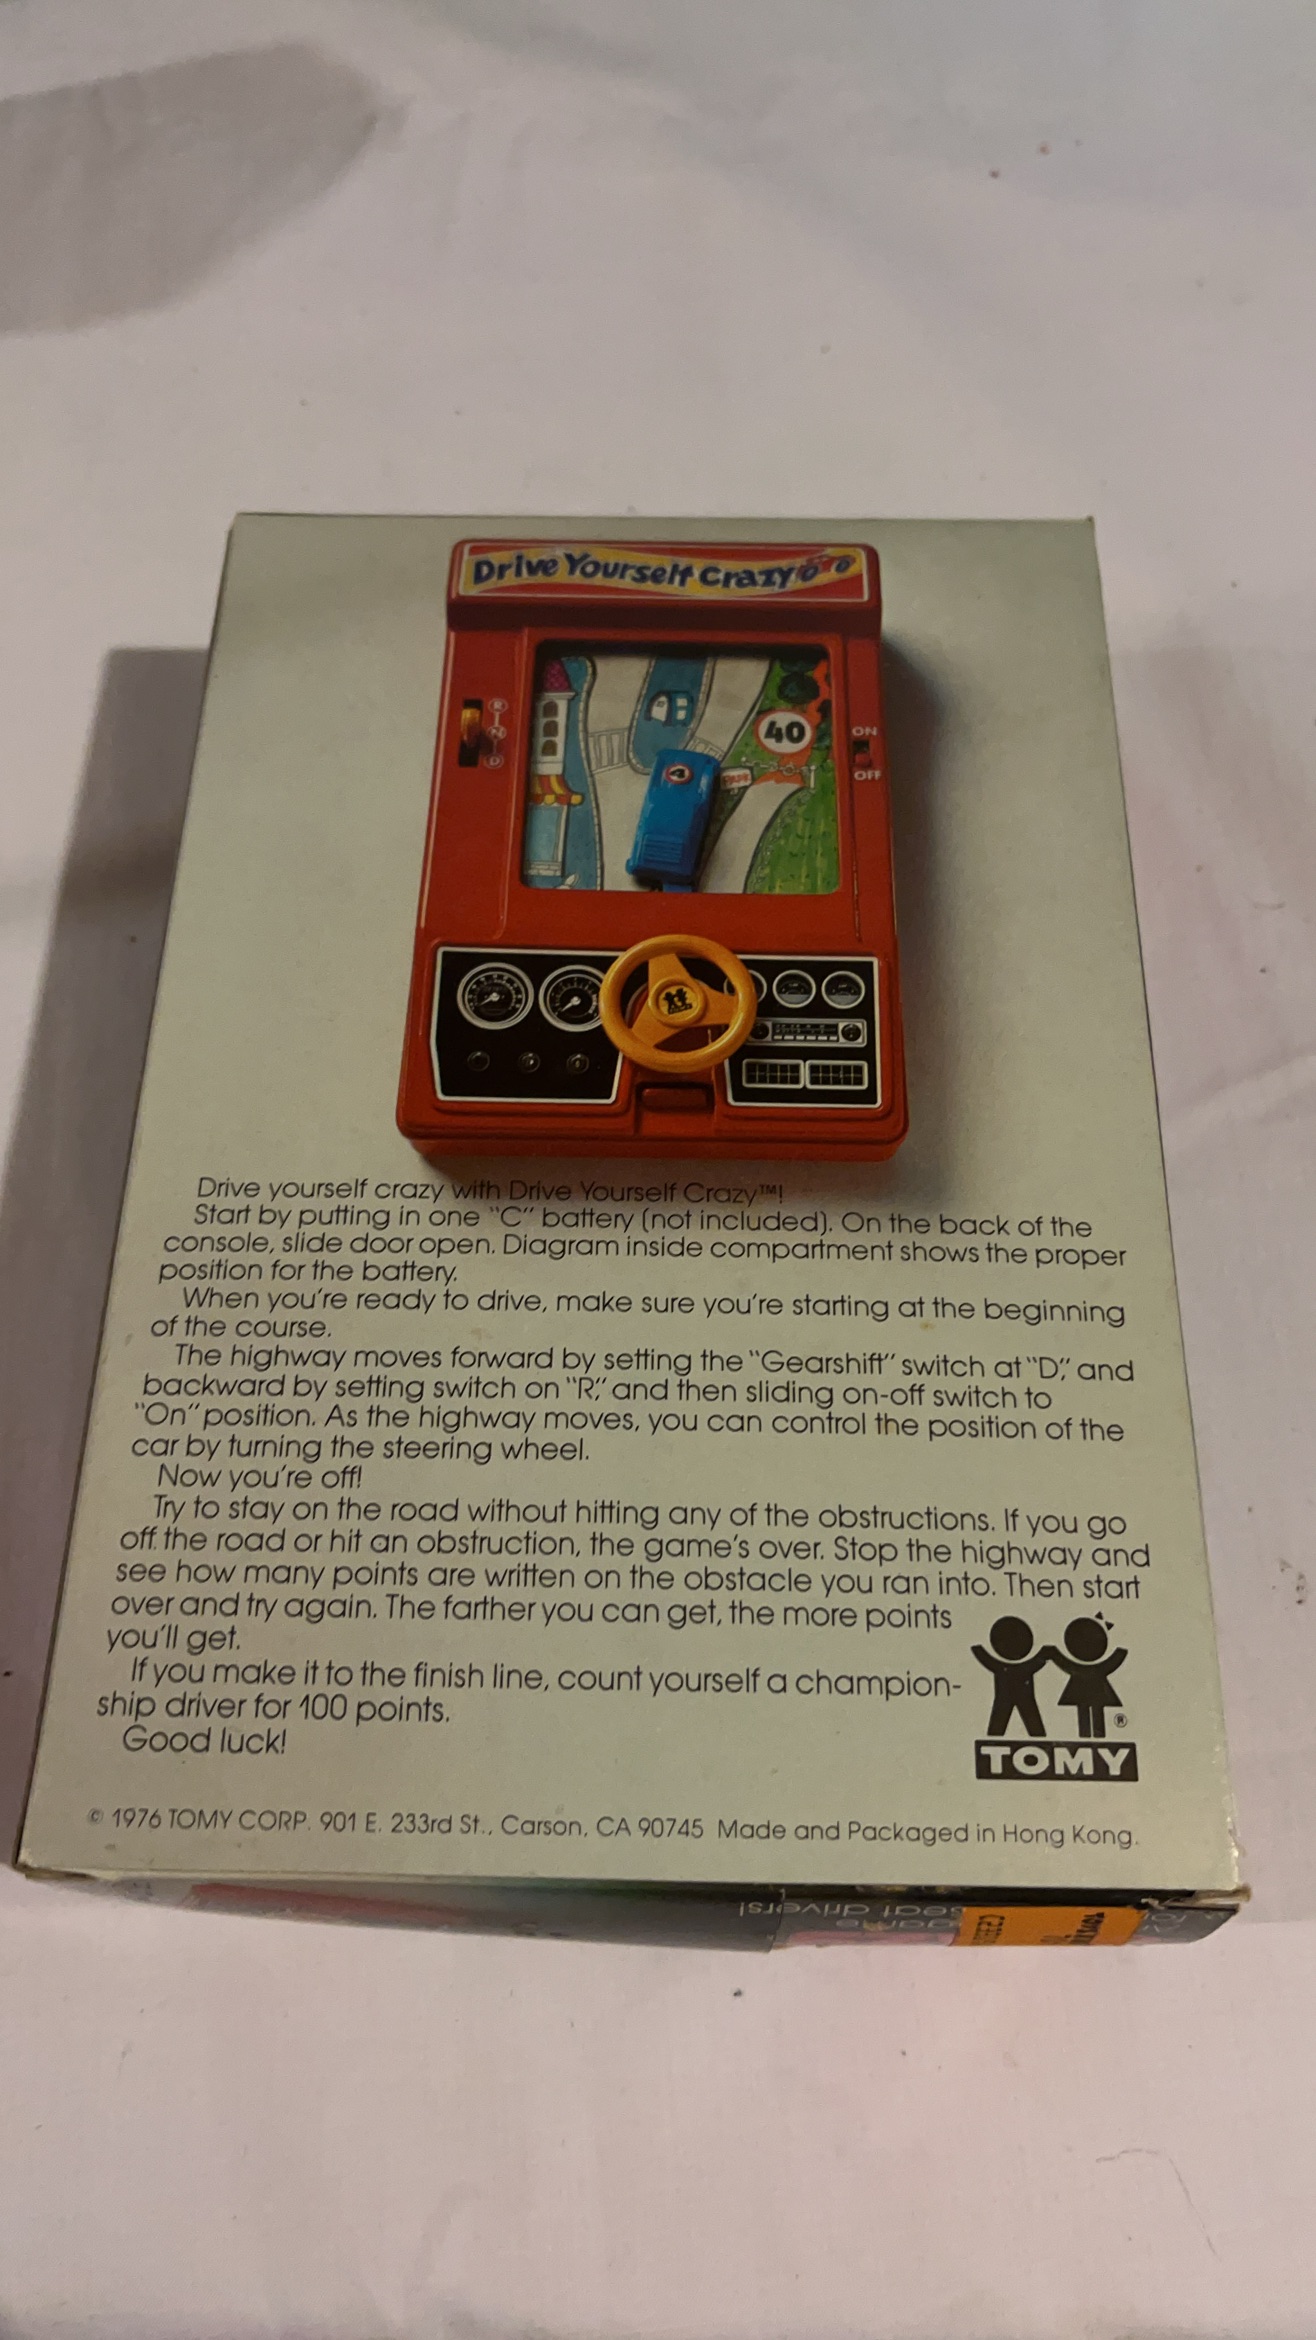 Drive Yourself Crazy
R
N
D
40
ON
OFF
4
Drive yourself crazy with Drive Yourself Crazy™!
Start by putting in one "C" battery (not included). On the back of the
console, slide door open. Diagram inside compartment shows the proper
position for the battery.
When you're ready to drive, make sure you're starting at the beginning
of the course.
The highway moves forward by setting the "Gearshift" switch at "D," and
backward by setting switch on "R," and then sliding on-off switch to
"On" position. As the highway moves, you can control the position of the
car by turning the steering wheel.
Now you're off!
Try to stay on the road without hitting any of the obstructions. If you go
off the road or hit an obstruction, the game's over. Stop the highway and
see how many points are written on the obstacle you ran into. Then start
over and try again. The farther you can get, the more points
you'll get.
If you make it to the finish line, count yourself a champion-
ship driver for 100 points.
Good luck!
®
TOMY
© 1976 TOMY CORP. 901 E. 233rd St., Carson, CA 90745 Made and Packaged in Hong Kong.
game
seat drivers!